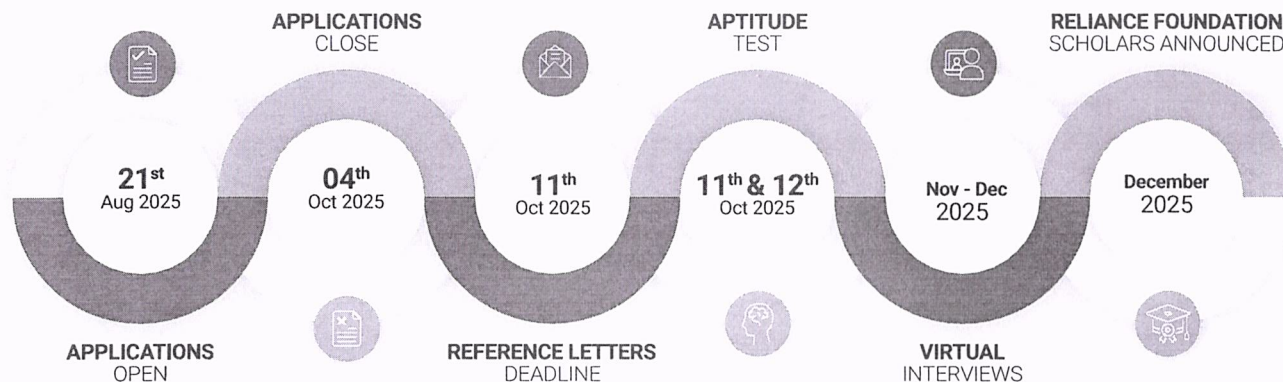 APPLICATIONS
CLOSE
APTITUDE
TEST
RELIANCE FOUNDATION
SCHOLARS ANNOUNCED
21st
Aug 2025
04th
Oct 2025
11th
Oct 2025
11th & 12th
Oct 2025
Nov - Dec
2025
December
2025
APPLICATIONS
OPEN
REFERENCE LETTERS
DEADLINE
VIRTUAL
INTERVIEWS